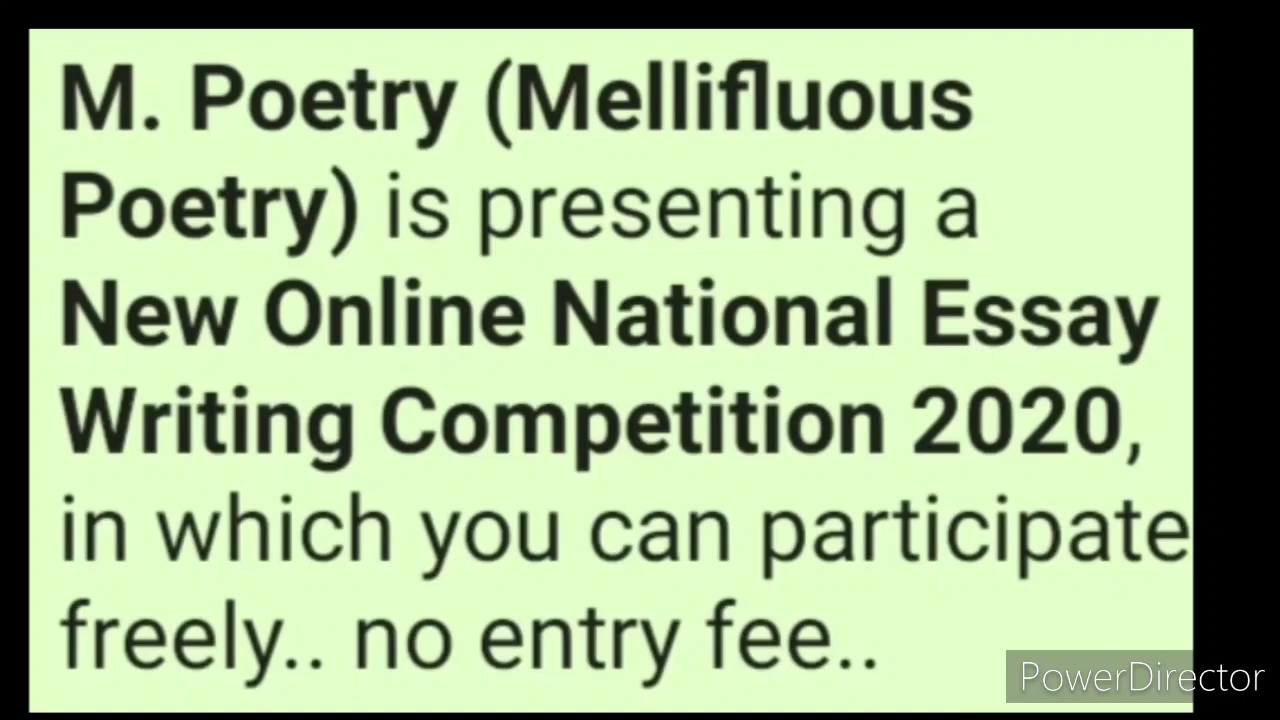 M. Poetry (Mellifluous
Poetry) is presenting a
New Online National Essay
Writing Competition 2020,
in which you can participate
freely.. no entry fee..
PowerDirector